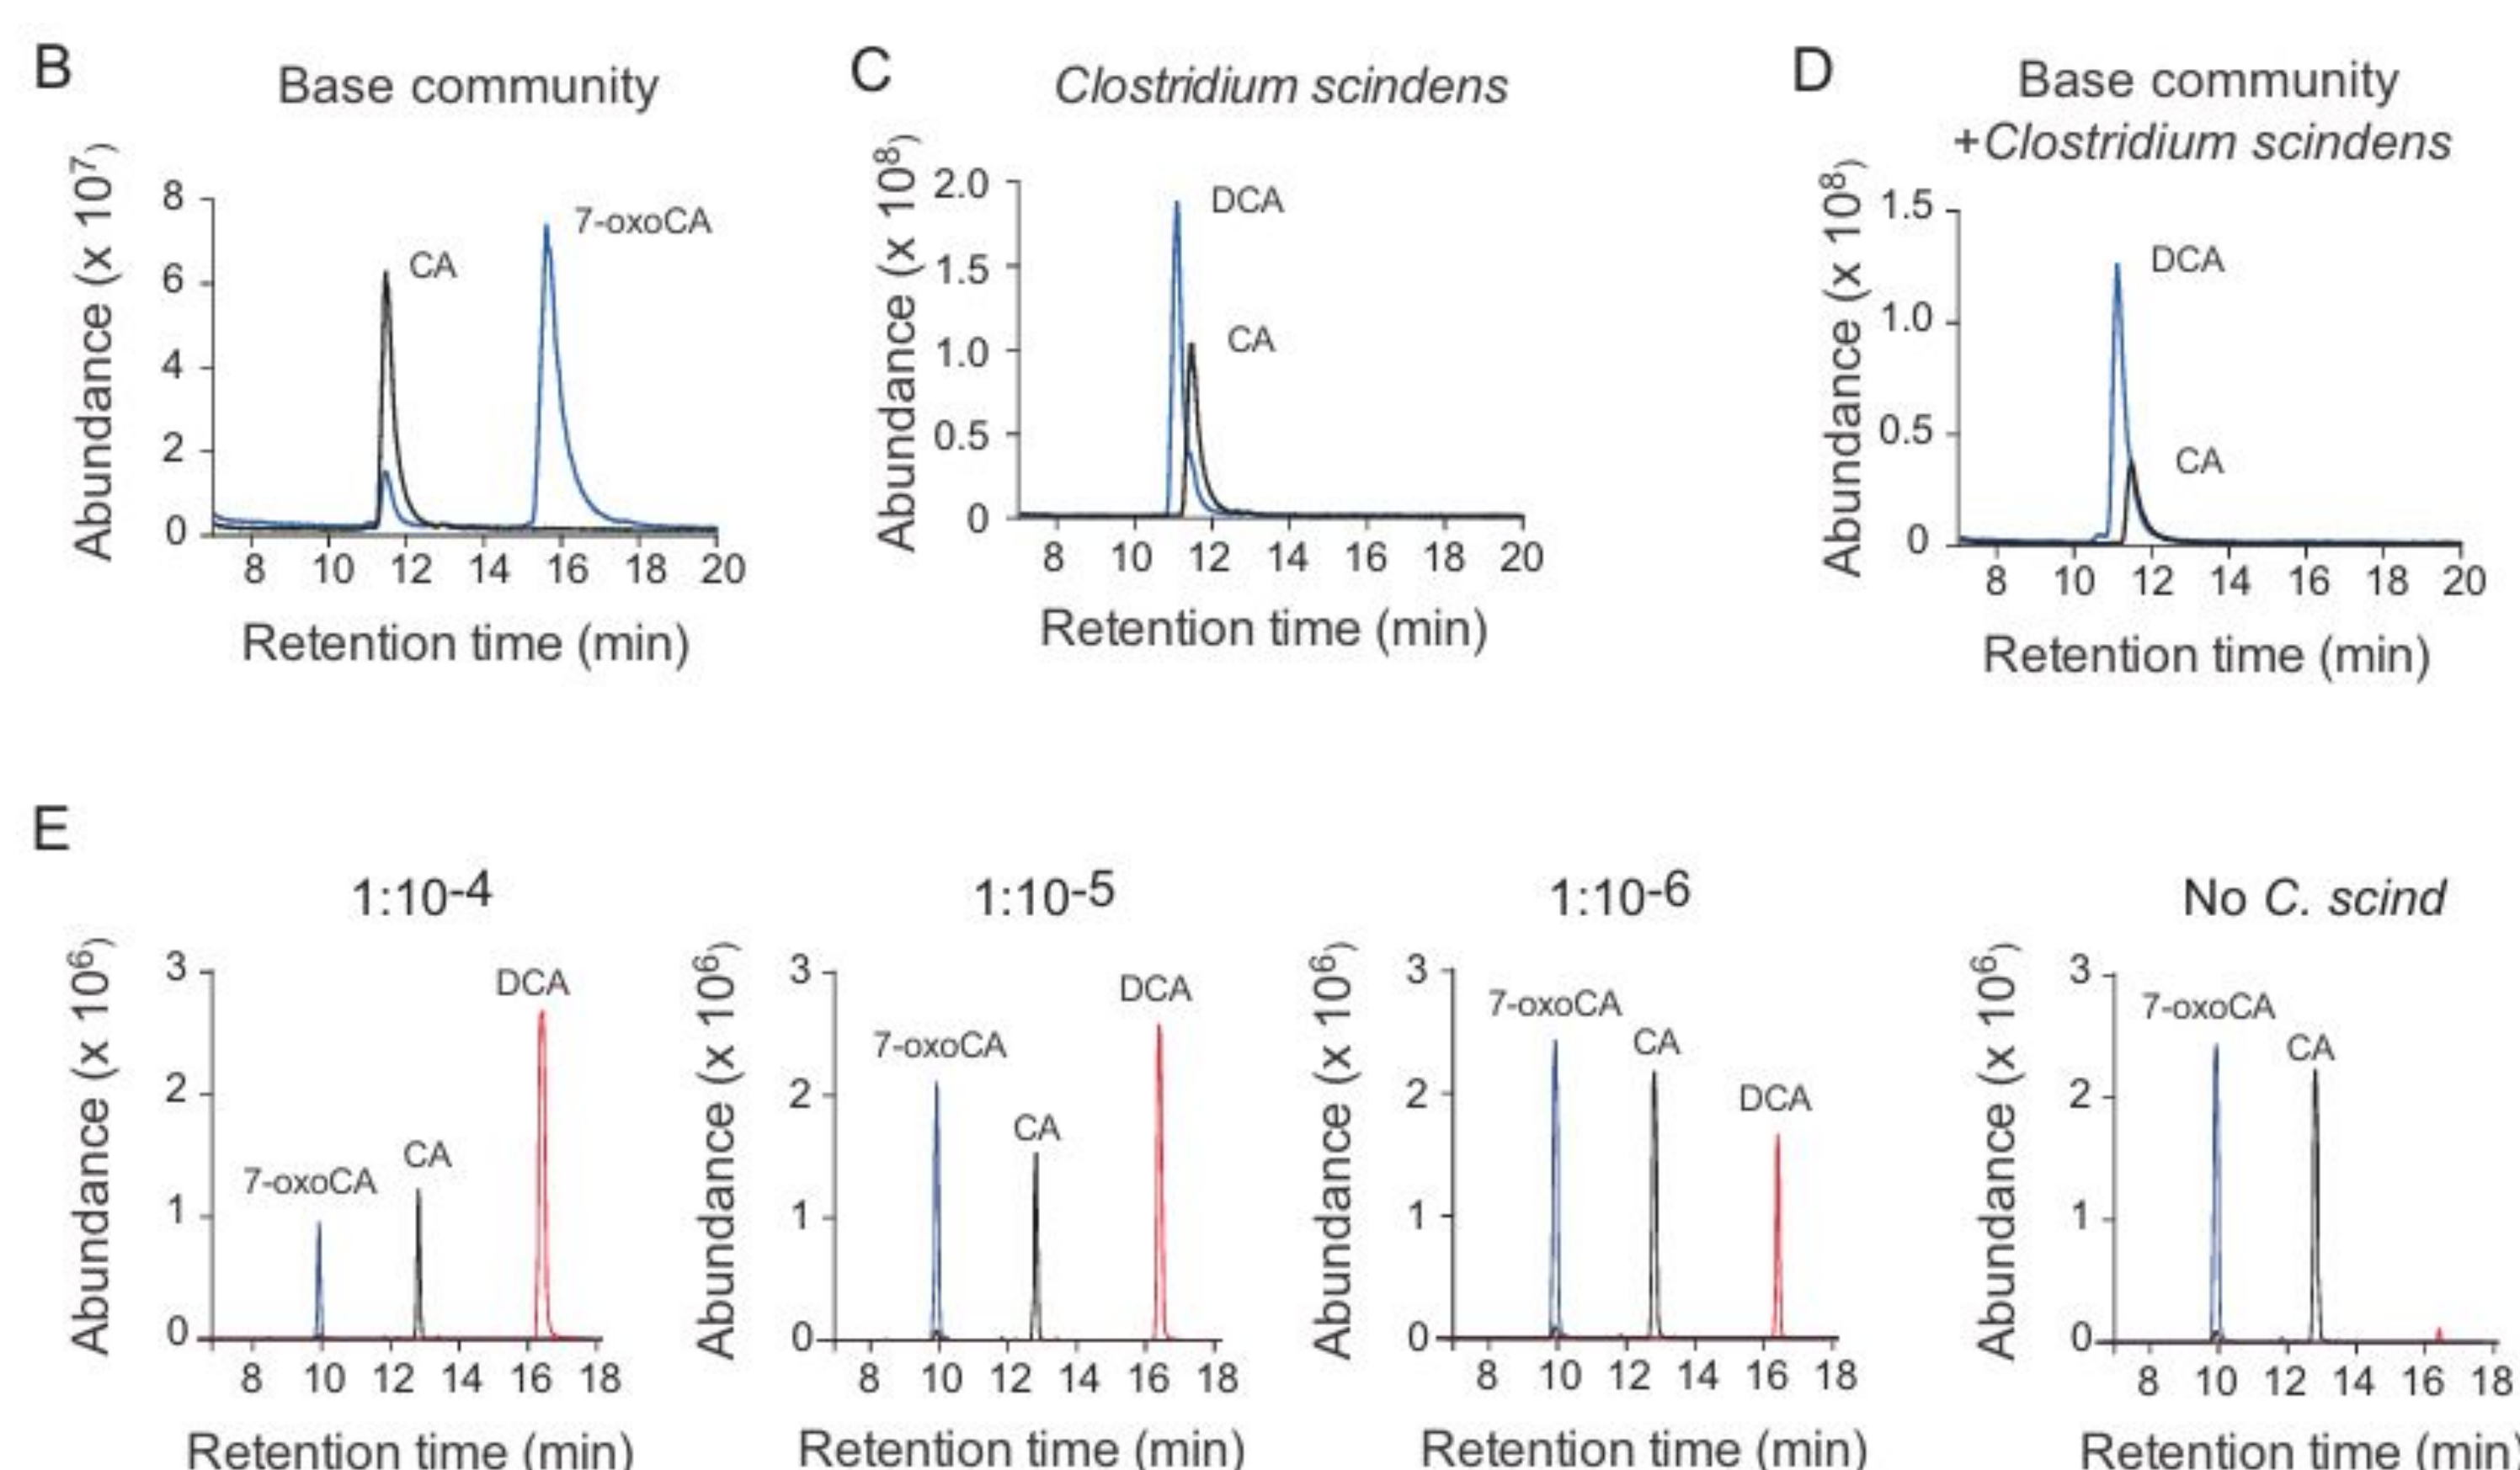 B
Base community
Abundance (x 10⁷)
8
6
4
2
0
CA
7-oxoCA
8 10 12 14 16 18 20
Retention time (min)
C
Clostridium scindens
Abundance (x 10⁸)
2.0
1.5
1.0
0.5
0
DCA
CA
8 10 12 14 16 18 20
Retention time (min)
D
Base community
+Clostridium scindens
Abundance (x 10⁸)
1.5
1.0
0.5
0
DCA
CA
8 10 12 14 16 18 20
Retention time (min)
E
1:10-4
Abundance (x 10⁶)
3
2
1
0
7-oxoCA
CA
DCA
8 10 12 14 16 18
Retention time (min)
1:10-5
Abundance (x 10⁶)
3
2
1
0
7-oxoCA
CA
DCA
8 10 12 14 16 18
Retention time (min)
1:10-6
Abundance (x 10⁶)
3
2
1
0
7-oxoCA
CA
DCA
8 10 12 14 16 18
Retention time (min)
No C. scind
Abundance (x 10⁶)
3
2
1
0
7-oxoCA
CA
8 10 12 14 16 18
Retention time (min)